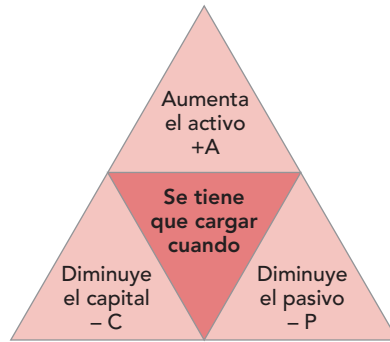 Aumenta
el activo
+A
Se tiene
que cargar
cuando
Diminuye
el capital
– C
Diminuye
el pasivo
– P